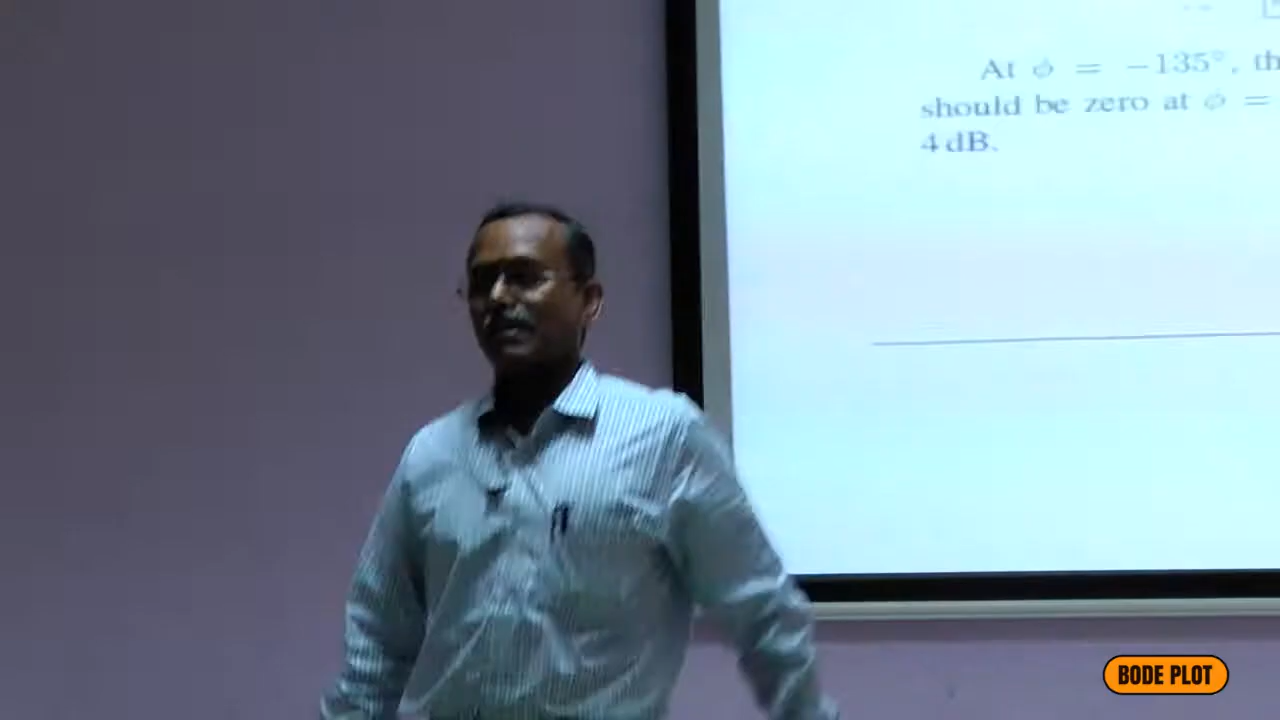 At ϕ = −135°, th
should be zero at ϕ =
4 dB.
BODE PLOT